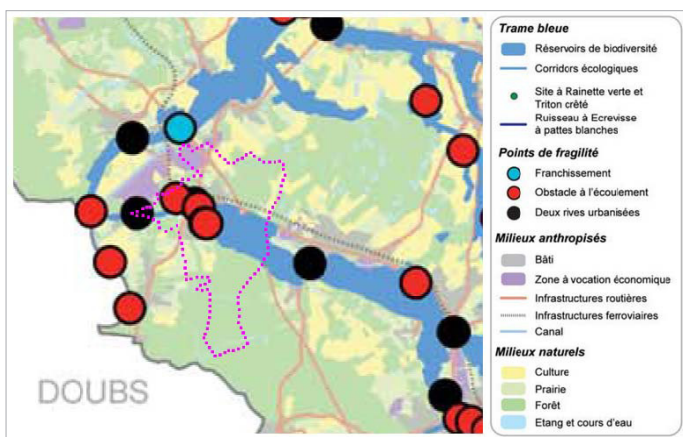 DOUBS
Trame bleue
Réservoirs de biodiversité
Corridors écologiques
Site à Rainette verte et
Triton crêté
Ruisseau à Ecrevisse
à pattes blanches
Points de fragilité
Franchissement
Obstacle à l'écoulement
Deux rives urbanisées
Milieux anthropisés
Bâti
Zone à vocation économique
Infrastructures routières
Infrastructures ferroviaires
Canal
Milieux naturels
Culture
Prairie
Forêt
Etang et cours d'eau